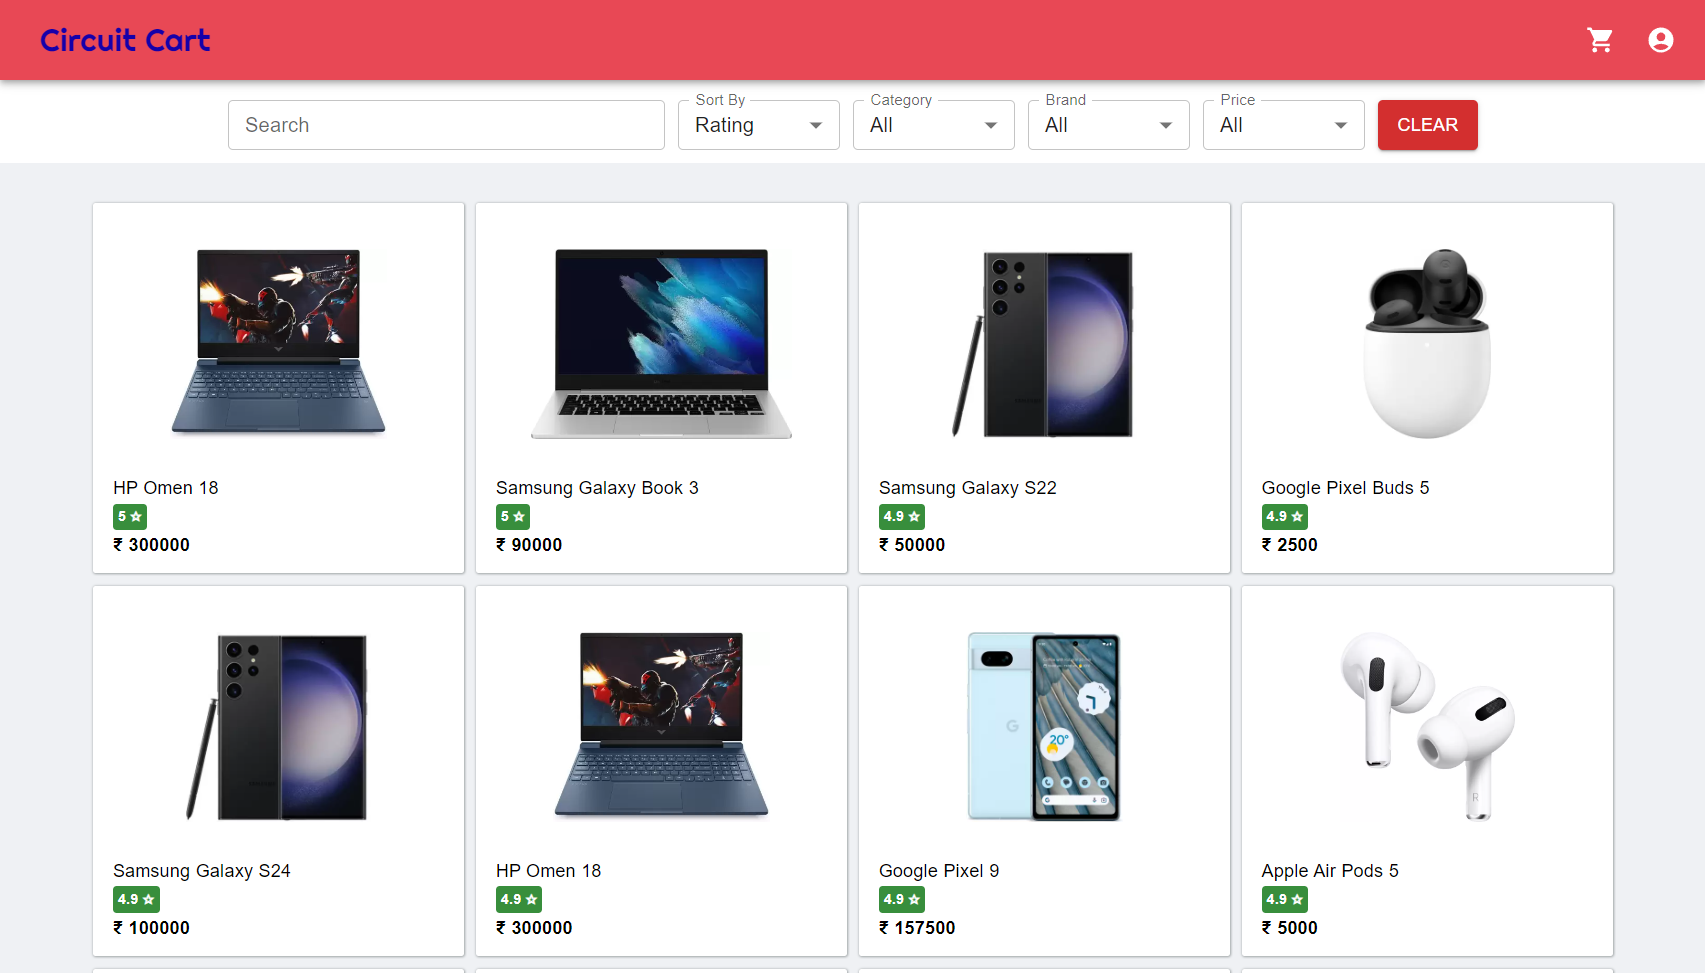 Circuit Cart
Search
Sort By
Rating
Category
All
Brand
All
Price
All
CLEAR
HP Omen 18
5
₹ 300000
Samsung Galaxy Book 3
5
₹ 90000
Samsung Galaxy S22
4.9
₹ 50000
Google Pixel Buds 5
4.9
₹ 2500
Samsung Galaxy S24
4.9
₹ 100000
HP Omen 18
4.9
₹ 300000
20°
G
Google Pixel 9
4.9
₹ 157500
R
Apple Air Pods 5
4.9
₹ 5000